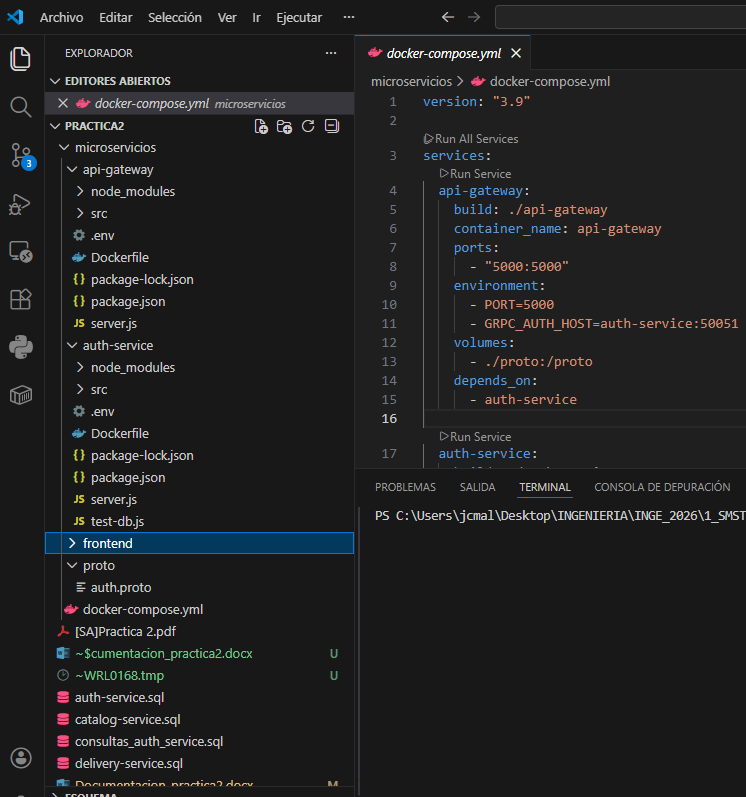 Archivo Editar Selección Ver Ir Ejecutar ···
EXPLORADOR ···
EDITORES ABIERTOS
docker-compose.yml microservicios
PRACTICA2
microservicios
api-gateway
node_modules
src
.env
Dockerfile
package-lock.json
package.json
JS server.js
auth-service
node_modules
src
.env
Dockerfile
package-lock.json
package.json
JS server.js
JS test-db.js
frontend
proto
auth.proto
docker-compose.yml
[SA]Practica 2.pdf
~$cumentacion_practica2.docx U
~WRL0168.tmp U
auth-service.sql
catalog-service.sql
consultas_auth_service.sql
delivery-service.sql
Documentacion_practica2.docx M
ESQUEMA
3
docker-compose.yml
microservicios > docker-compose.yml
1 version: "3.9"
2
Run All Services
3 services:
Run Service
4 api-gateway:
5 build: ./api-gateway
6 container_name: api-gateway
7 ports:
8 - "5000:5000"
9 environment:
10 - PORT=5000
11 - GRPC_AUTH_HOST=auth-service:50051
12 volumes:
13 - ./proto:/proto
14 depends_on:
15 - auth-service
16
Run Service
17 auth-service:
PROBLEMAS SALIDA TERMINAL CONSOLA DE DEPURACIÓN
PS C:\Users\jcmal\Desktop\INGENIERIA\INGE_2026\1_SMST